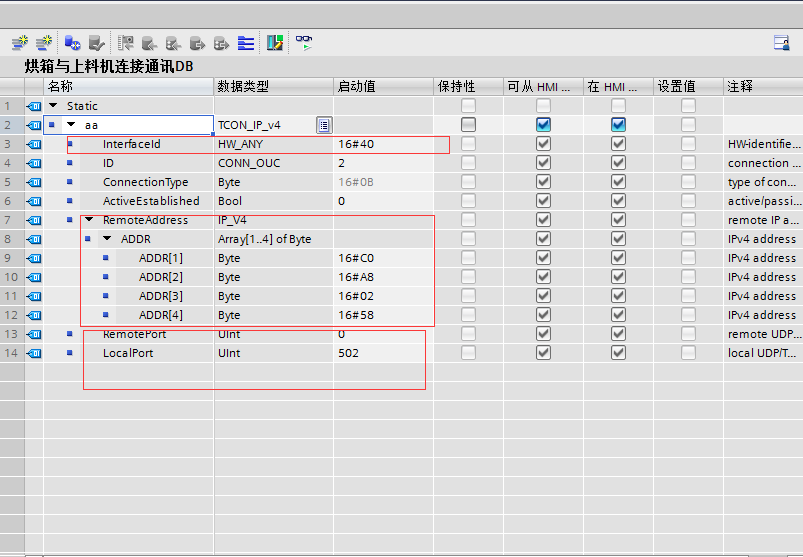 烘箱与上料机连接通讯DB
名称 数据类型 启动值 保持性 可从 HMI ... 在 HMI ... 设置值 注释
1 Static
2 aa TCON_IP_v4
3 InterfaceId HW_ANY 16#40 HW-identifie...
4 ID CONN_OUC 2 connection ...
5 ConnectionType Byte 16#0B type of con...
6 ActiveEstablished Bool 0 active/passi...
7 RemoteAddress IP_V4 remote IP a...
8 ADDR Array[1..4] of Byte IPv4 address
9 ADDR[1] Byte 16#C0 IPv4 address
10 ADDR[2] Byte 16#A8 IPv4 address
11 ADDR[3] Byte 16#02 IPv4 address
12 ADDR[4] Byte 16#58 IPv4 address
13 RemotePort UInt 0 remote UDP...
14 LocalPort UInt 502 local UDP/T...